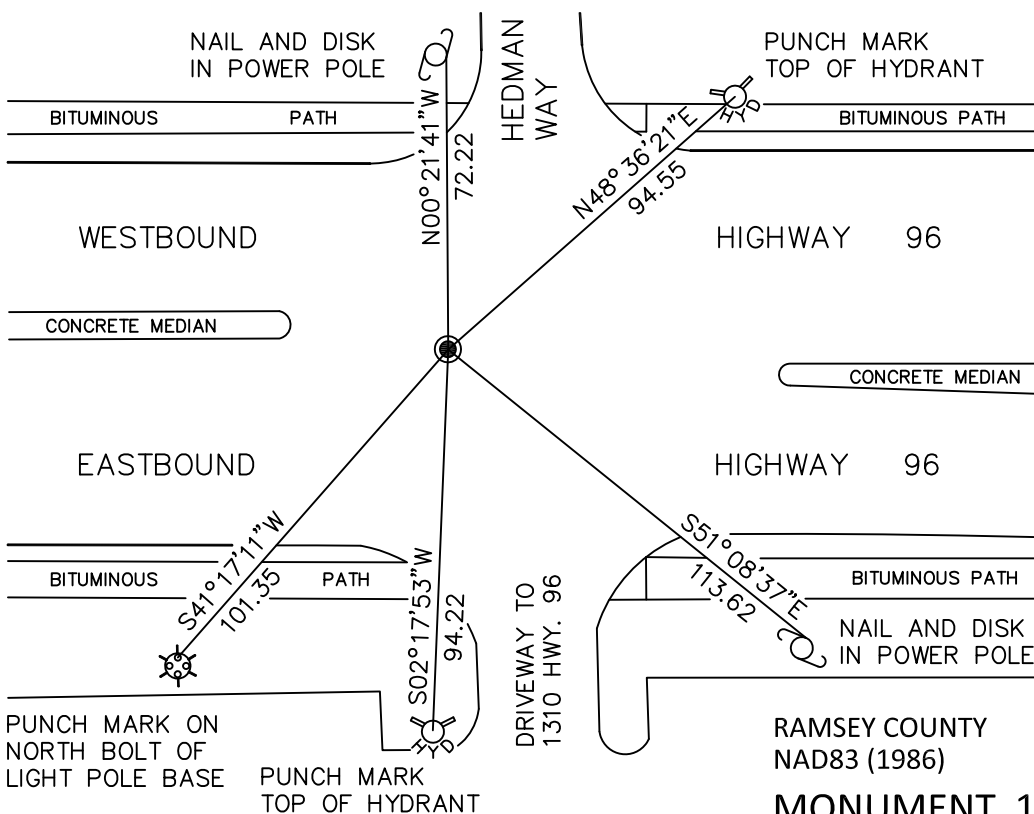 NAIL AND DISK
IN POWER POLE
HEDMAN
WAY
PUNCH MARK
TOP OF HYDRANT
HYD
BITUMINOUS PATH
BITUMINOUS PATH
N00°21'41"W
72.22
N48°36'21"E
94.55
WESTBOUND
HIGHWAY 96
CONCRETE MEDIAN
CONCRETE MEDIAN
EASTBOUND
HIGHWAY 96
S41°17'11"W
101.35
S02°17'53"W
94.22
S51°08'37"E
113.62
BITUMINOUS PATH
BITUMINOUS PATH
DRIVEWAY TO
1310 HWY. 96
NAIL AND DISK
IN POWER POLE
PUNCH MARK ON
NORTH BOLT OF
LIGHT POLE BASE
HYD
PUNCH MARK
TOP OF HYDRANT
RAMSEY COUNTY
NAD83 (1986)
MONUMENT 1